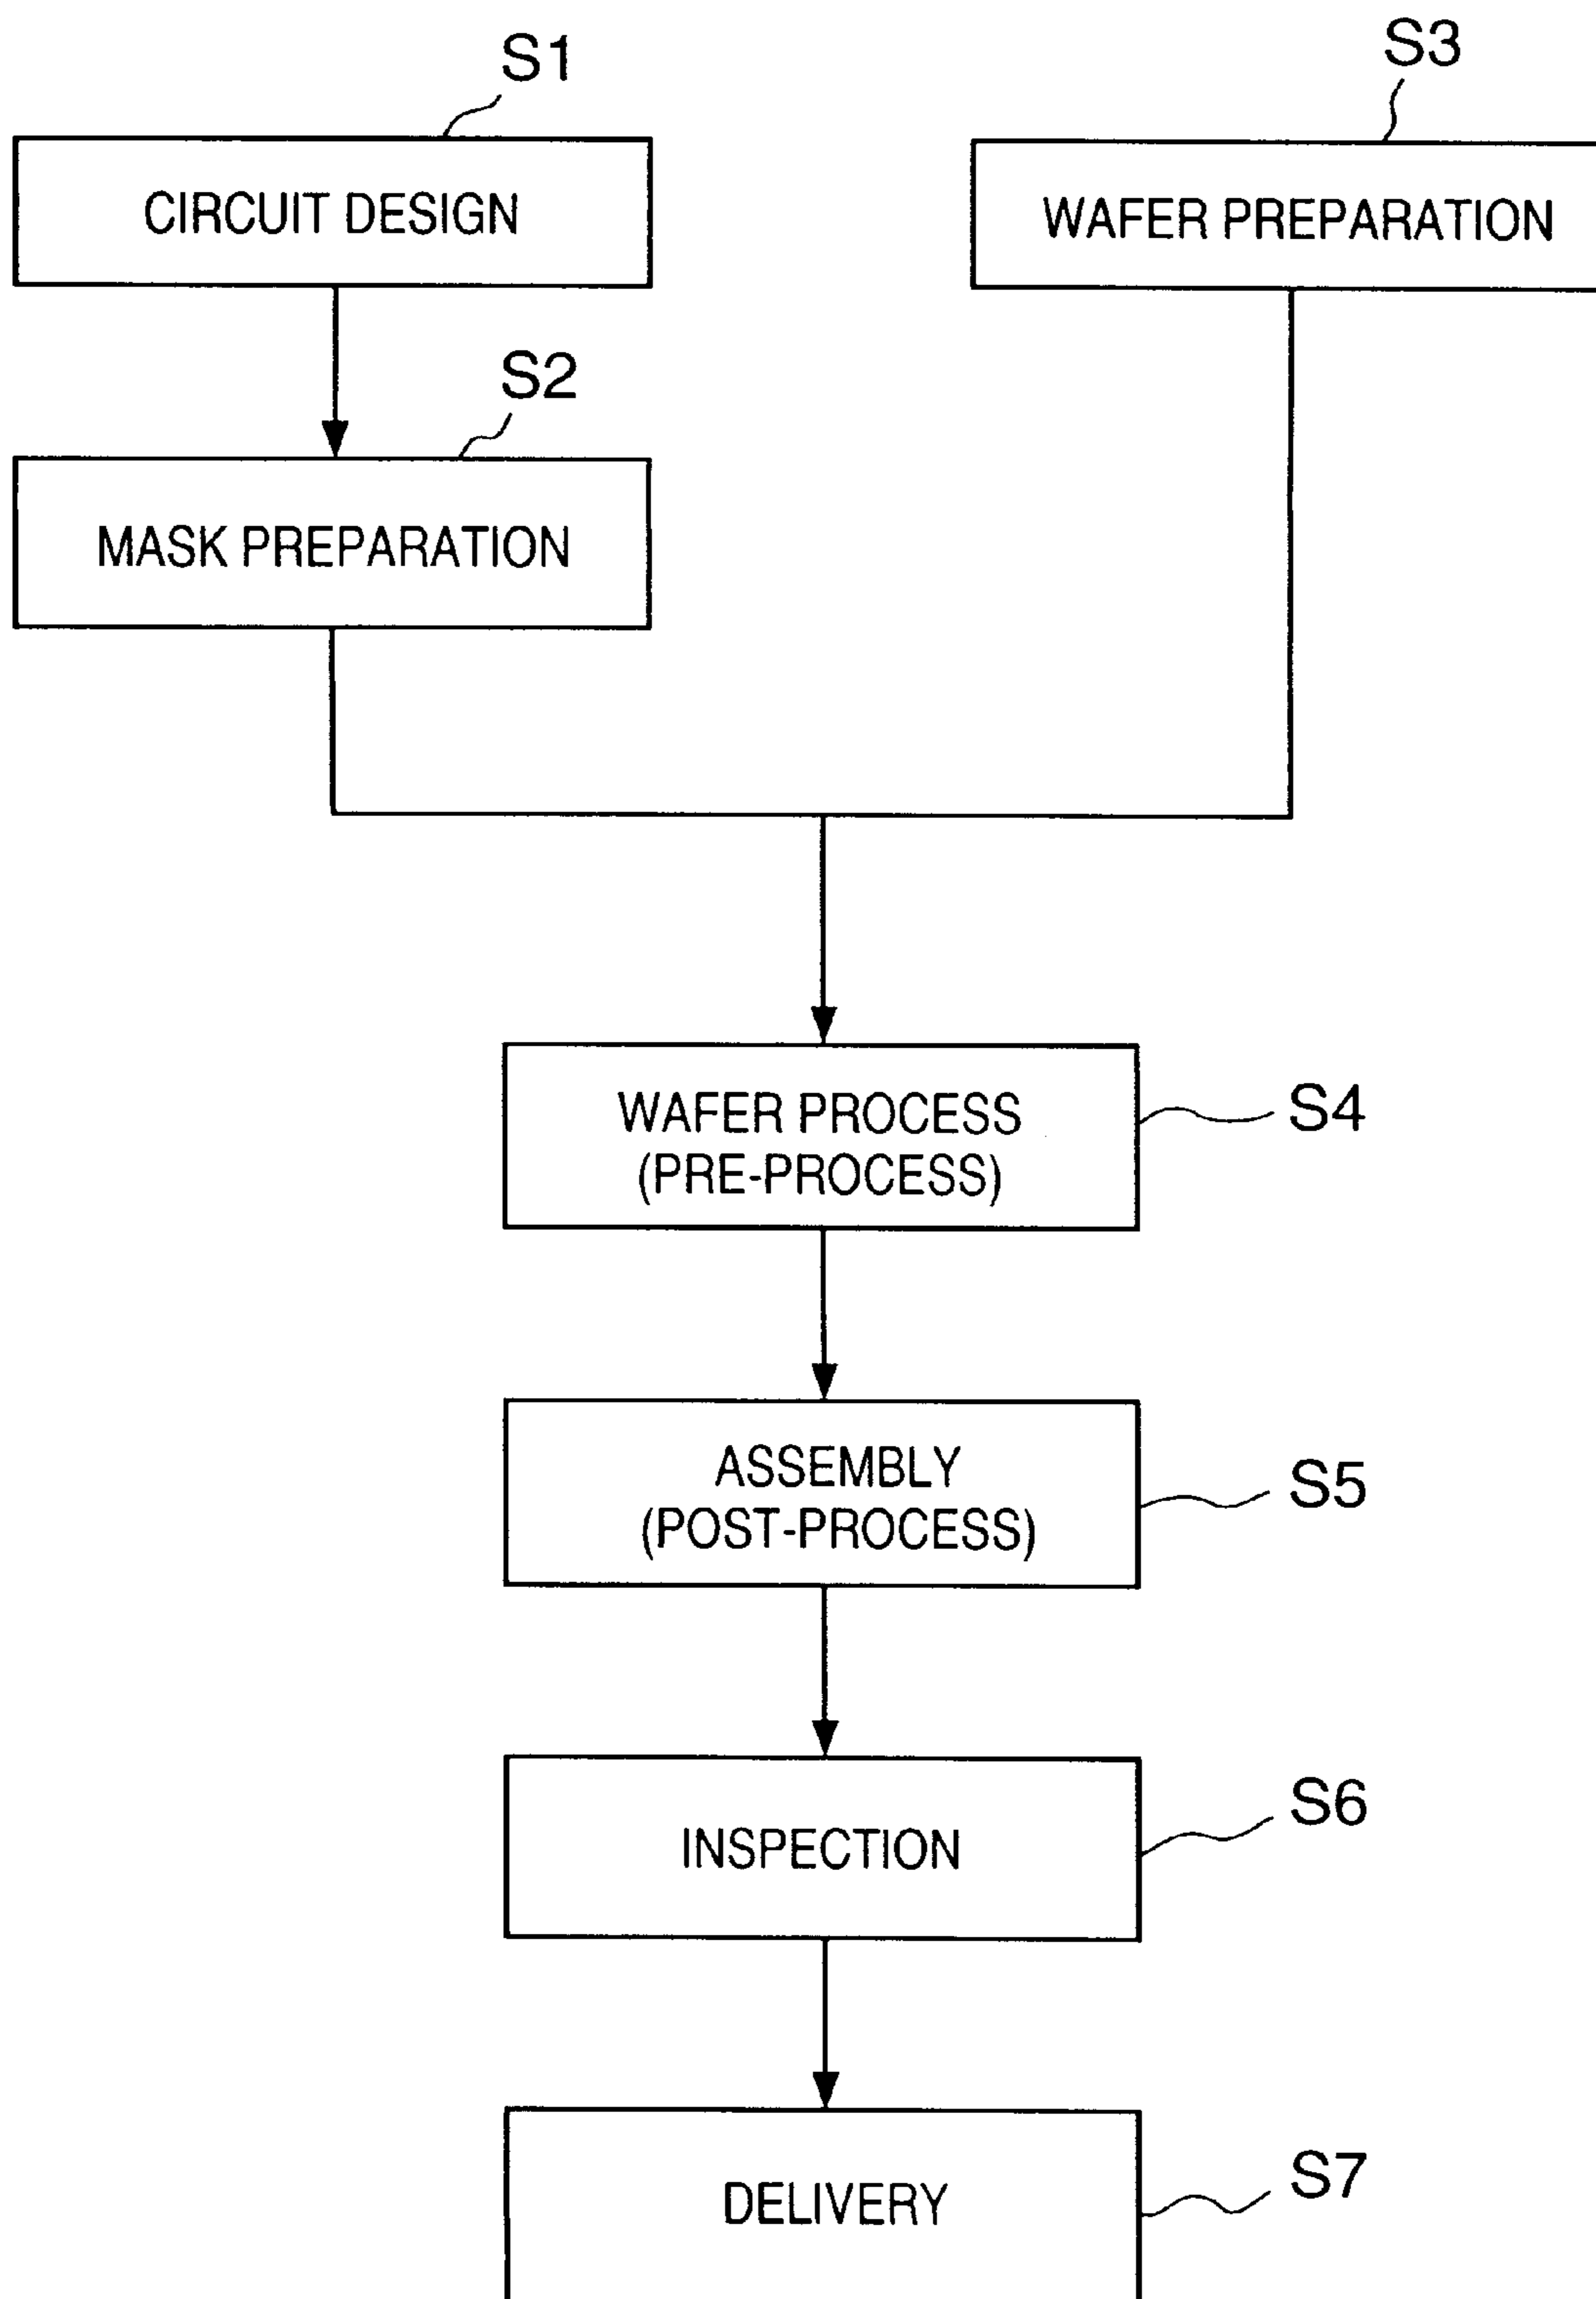 S1
CIRCUIT DESIGN
S3
WAFER PREPARATION
S2
MASK PREPARATION
WAFER PROCESS
(PRE-PROCESS)
S4
ASSEMBLY
(POST-PROCESS)
S5
INSPECTION
S6
DELIVERY
S7